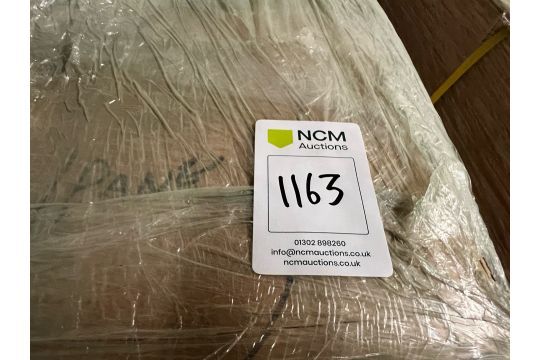 NCM
Auctions
1163
01302 898260
info@ncmauctions.co.uk
ncmauctions.co.uk